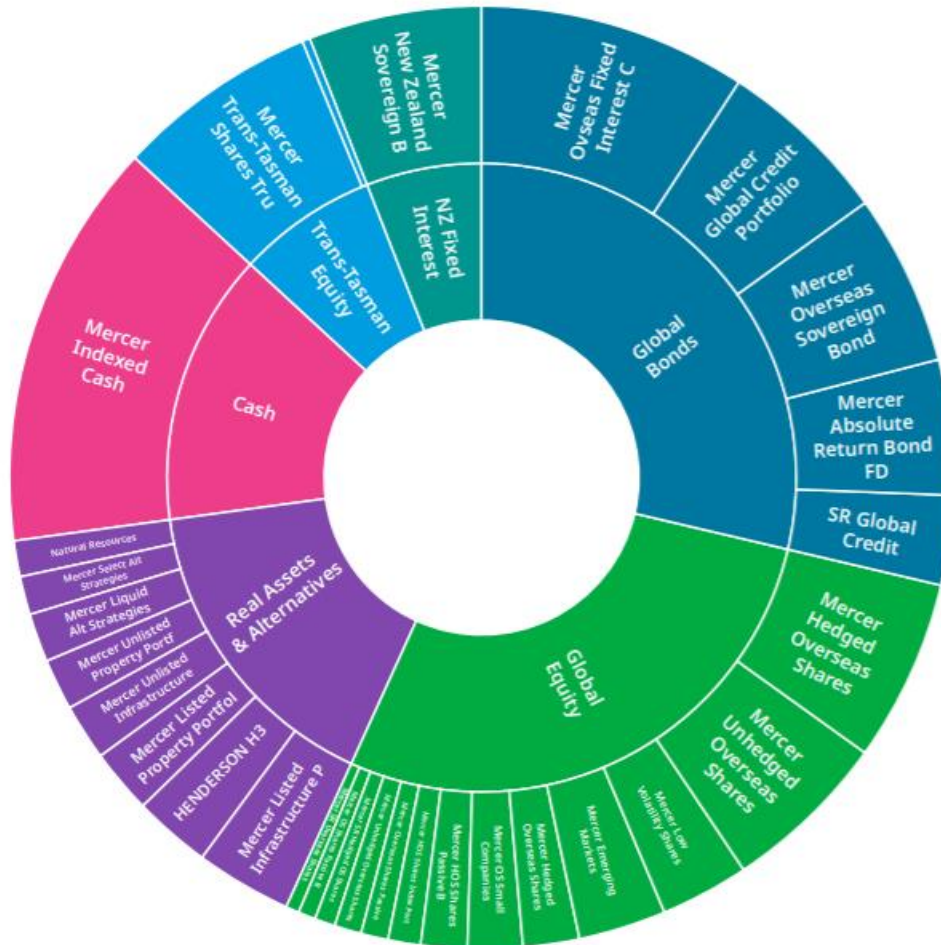 Mercer
New Zealand
Sovereign B
Mercer
Ovseas Fixed
Interest C
Mercer
Global Credit
Portfolio
Mercer
Overseas
Sovereign
Bond
Mercer
Absolute
Return Bond
FD
SR Global
Credit
Mercer
Trans-Tasman
Shares Tru
NZ Fixed
Interest
Trans-Tasman
Equity
Global
Bonds
Mercer
Indexed
Cash
Cash
Real Assets
& Alternatives
Global
Equity
Mercer
Hedged
Overseas
Shares
Mercer
Unhedged
Overseas
Shares
Mercer Low
Volatility Shares
Mercer Emerging
Markets
Mercer Hedged
Overseas Shares
Mercer OS Small
Companies
Mercer HOS Shares
Passive B
Mercer Listed
Infrastructure P
HENDERSON H3
Mercer Listed
Property Portfol
Mercer Unlisted
Infrastructure
Mercer Unlisted
Property Portf
Mercer Liquid
Alt Strategies
Mercer Select Alt
Strategies
Natural Resources